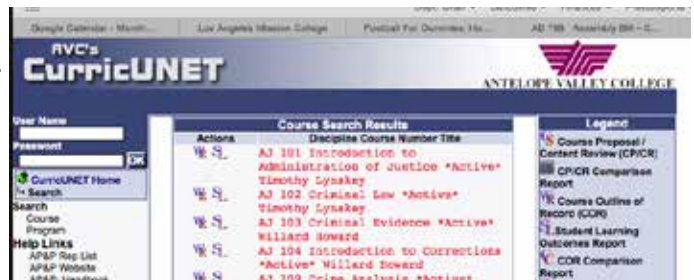 Google Calendar - Month...
Los Angeles Mission College
Football For Dummies, Ho...
AVC's
CurricUNET
ANTELOPE VALLEY COLLEGE
User Name
Password
OK
CurricUNET Home
Search
Search
Course
Program
Help Links
AP&P Rep List
AP&P Website
AP&P Handbook
Course Search Results
Actions
Discipline Course Number Title
AJ 101 Introduction to
Administration of Justice *Active*
Timothy Lynskey
AJ 102 Criminal Law *Active*
Timothy Lynskey
AJ 103 Criminal Evidence *Active*
Willard Howard
AJ 104 Introduction to Corrections
*Active* Willard Howard
Crime Analysis *Active*
Legend
Course Proposal /
Content Review (CP/CR)
CP/CR Comparison
Report
Course Outline of
Record (COR)
Student Learning
Outcomes Report
COR Comparison
Report